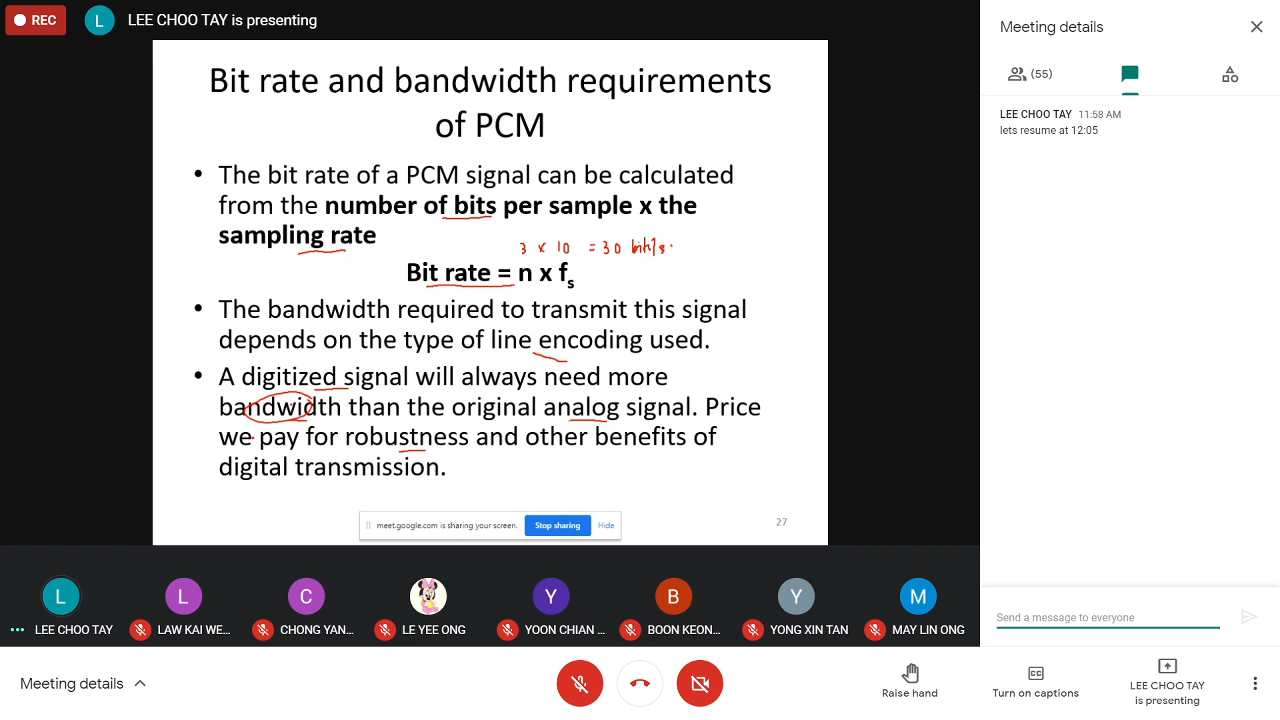 REC
L
LEE CHOO TAY is presenting
Bit rate and bandwidth requirements
of PCM
• The bit rate of a PCM signal can be calculated
from the number of bits per sample x the
sampling rate
3 x 10 = 30 bit/s.
Bit rate = n x fs
• The bandwidth required to transmit this signal
depends on the type of line encoding used.
• A digitized signal will always need more
bandwidth than the original analog signal. Price
we pay for robustness and other benefits of
digital transmission.
meet.google.com is sharing your screen. Stop sharing Hide
27
L L C Y B Y M
LEE CHOO TAY LAW KAI WE... CHONG YAN... LE YEE ONG YOON CHIAN ... BOON KEON... YONG XIN TAN MAY LIN ONG
Meeting details
(55)
LEE CHOO TAY 11:58 AM
lets resume at 12:05
Send a message to everyone
Meeting details
Raise hand
CC
Turn on captions
LEE CHOO TAY
is presenting